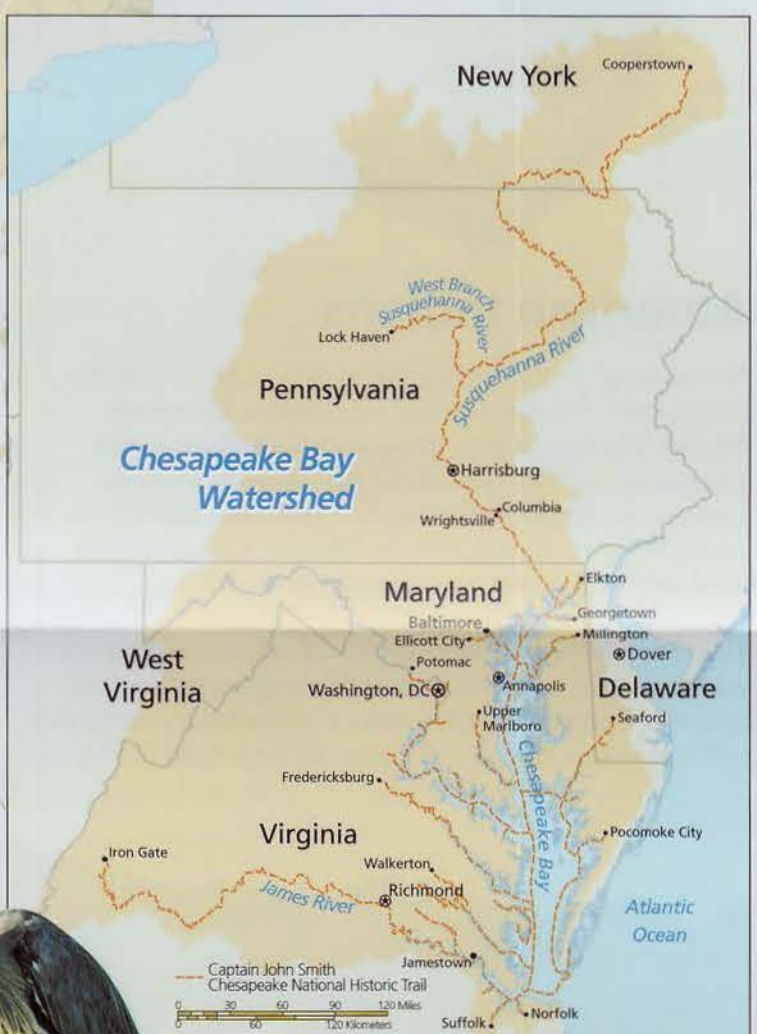 New York
Cooperstown
West Branch
Susquehanna
River
Lock Haven
Susquehanna River
Pennsylvania
Chesapeake Bay
Watershed
Harrisburg
Columbia
Wrightsville
Elkton
Maryland
Georgetown
Baltimore
Ellicott City
Millington
West
Virginia
Potomac
Dover
Washington, DC
Annapolis
Delaware
Upper
Marlboro
Seaford
Chesapeake Bay
Fredericksburg
Virginia
Pocomoke City
Iron Gate
Walkerton
James River
Richmond
Atlantic
Ocean
Jamestown
Captain John Smith
Chesapeake National Historic Trail
0 30 60 90 120 Miles
0 60 120 Kilometers
Norfolk
Suffolk